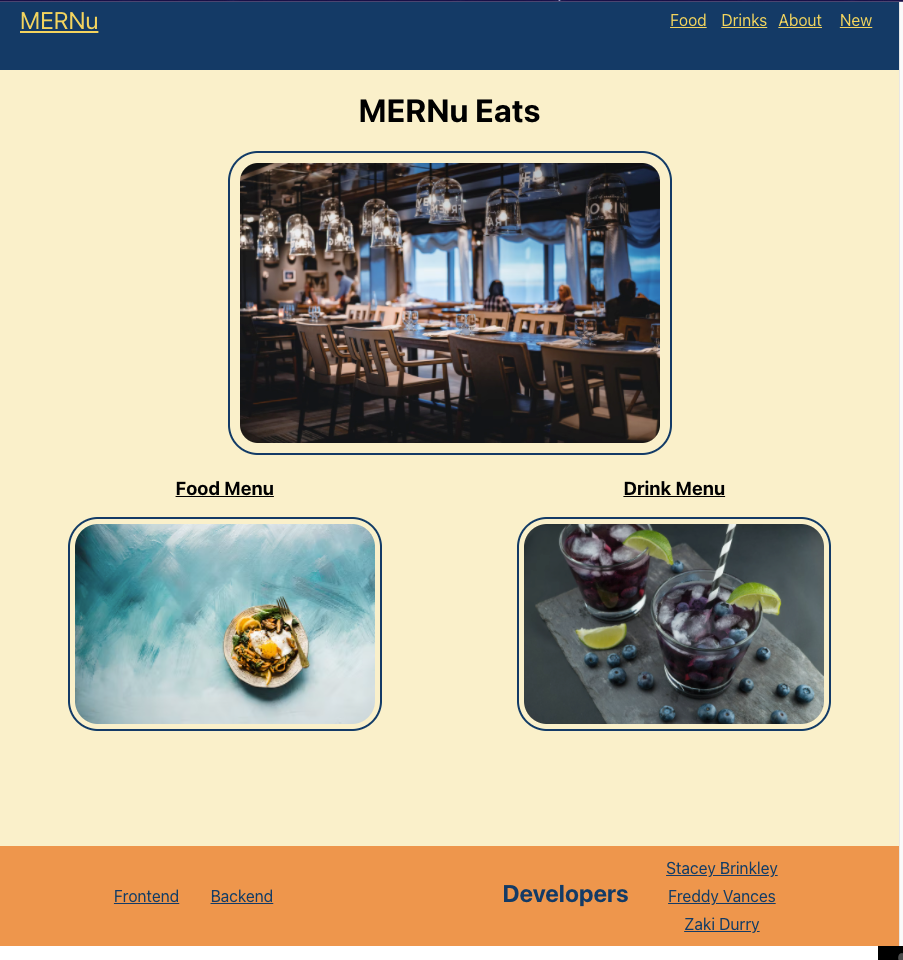 MERNu
Food Drinks About New
MERNu Eats
Food Menu
Drink Menu
Frontend Backend
Developers
Stacey Brinkley
Freddy Vances
Zaki Durry